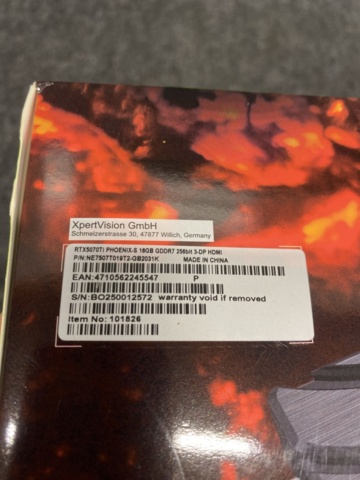 XpertVision GmbH
Schmelzerstrasse 30, 47877 Willich, Germany
RTX5070Ti PHOENIX-S 16GB GDDR7 256bit 3-DP HDMI
P/N:NE7507T019T2-GB2031K MADE IN CHINA
EAN:4710562245547 P
S/N:BO250012572 warranty void if removed
Item No: 101826